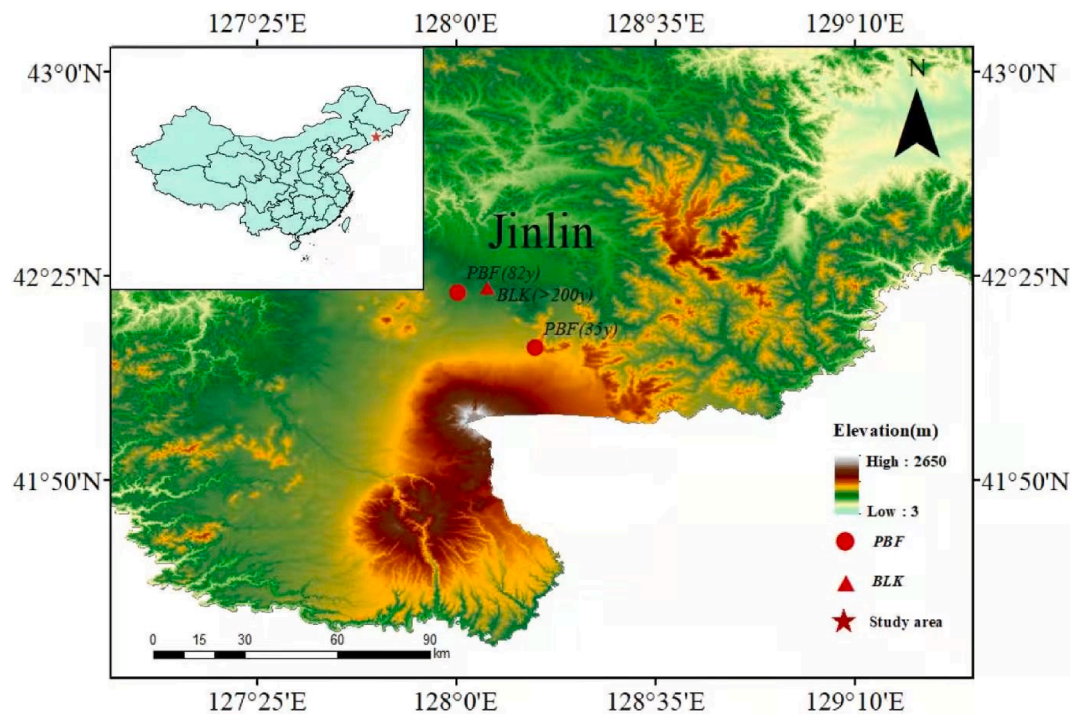 127°25'E 128°0'E 128°35'E 129°10'E
43°0'N 43°0'N
N
Jinlin
42°25'N 42°25'N
PBF(82y)
BLK(>200y)
PBF(35y)
Elevation(m)
High : 2650
41°50'N 41°50'N
Low : 3
PBF
BLK
Study area
0 15 30 60 90
km
127°25'E 128°0'E 128°35'E 129°10'E